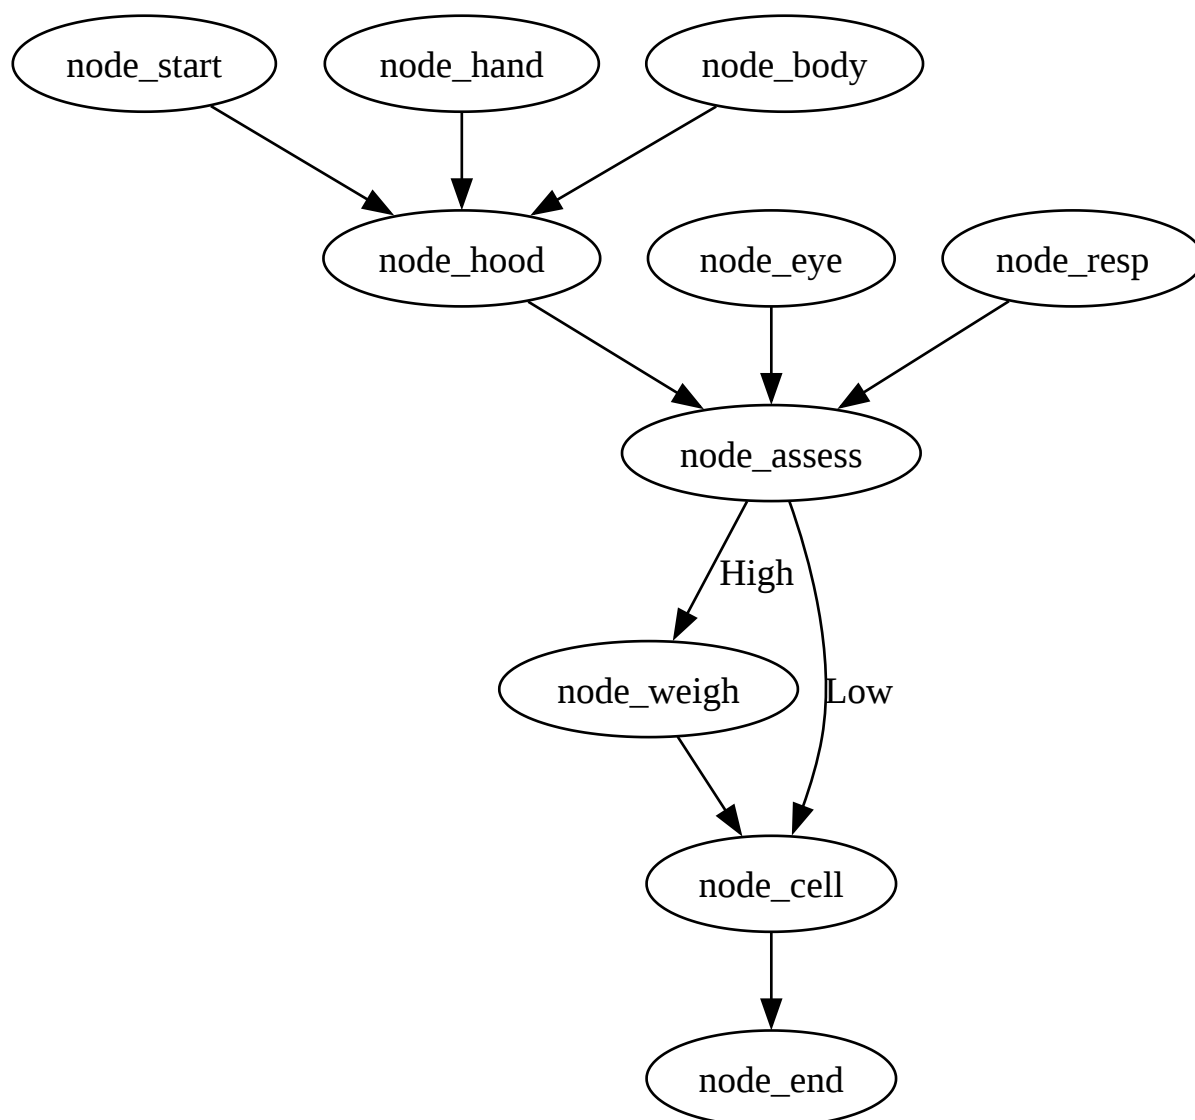 node_start
node_hand
node_body
node_hood
node_eye
node_resp
node_assess
High
node_weigh
Low
node_cell
node_end